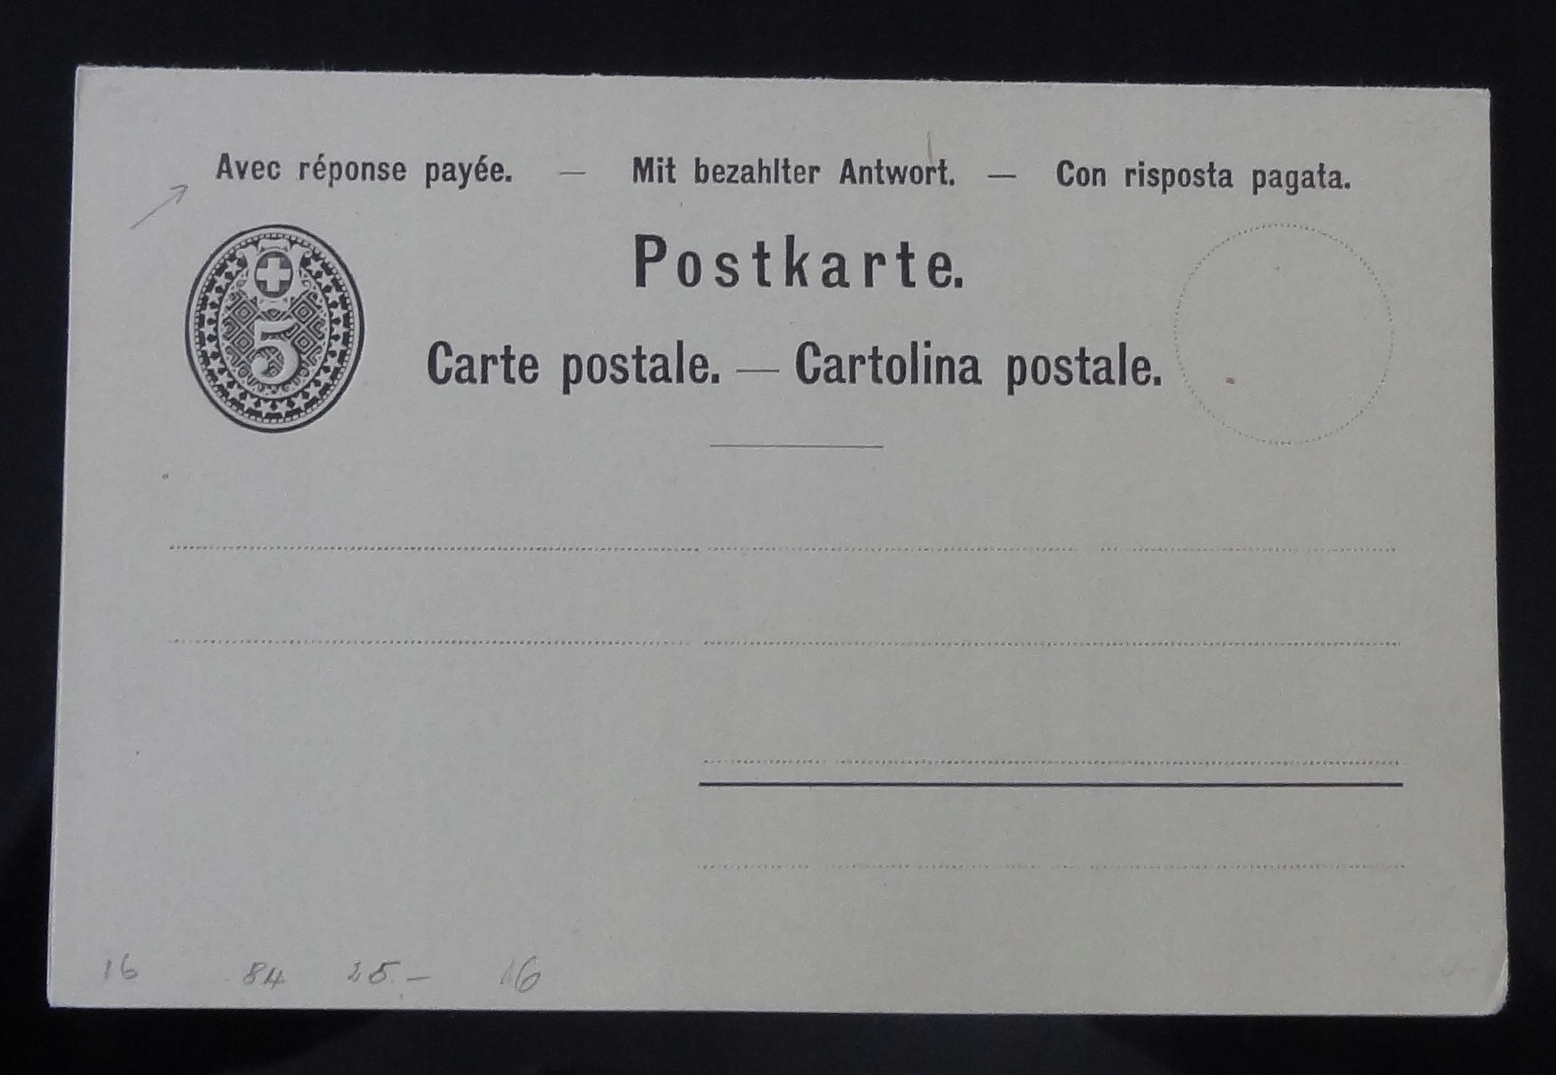 Avec réponse payée. — Mit bezahlter Antwort. — Con risposta pagata.
Postkarte.
5
Carte postale. — Cartolina postale.
16 84 25.- 16